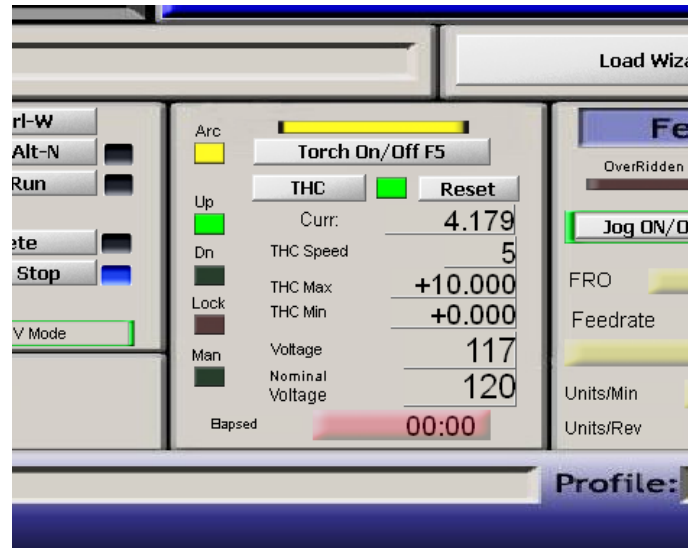 Load Wiza
rl-W
Alt-N
Run
ete
Stop
V Mode
Arc
Torch On/Off F5
THC
Reset
Up
Curr: 4.179
Dn
THC Speed 5
THC Max +10.000
Lock
THC Min +0.000
Voltage 117
Man
Nominal
Voltage 120
Elapsed 00:00
Fe
OverRidden
Jog ON/O
FRO
Feedrate
Units/Min
Units/Rev
Profile: